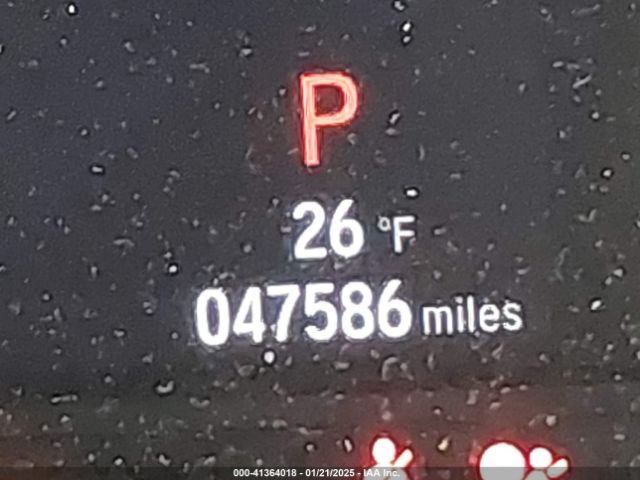 P
26 °F
047586 miles
000-41364018 - 01/21/2025 - IAA Inc.